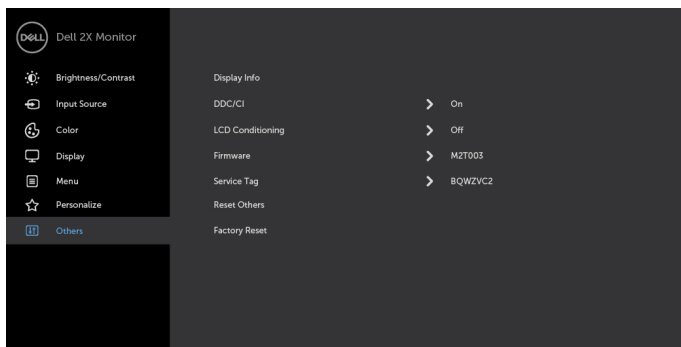 DELL
Dell 2X Monitor
Brightness/Contrast
Input Source
Color
Display
Menu
Personalize
Others
Display Info
DDC/CI On
LCD Conditioning Off
Firmware M2T003
Service Tag BQWZVC2
Reset Others
Factory Reset